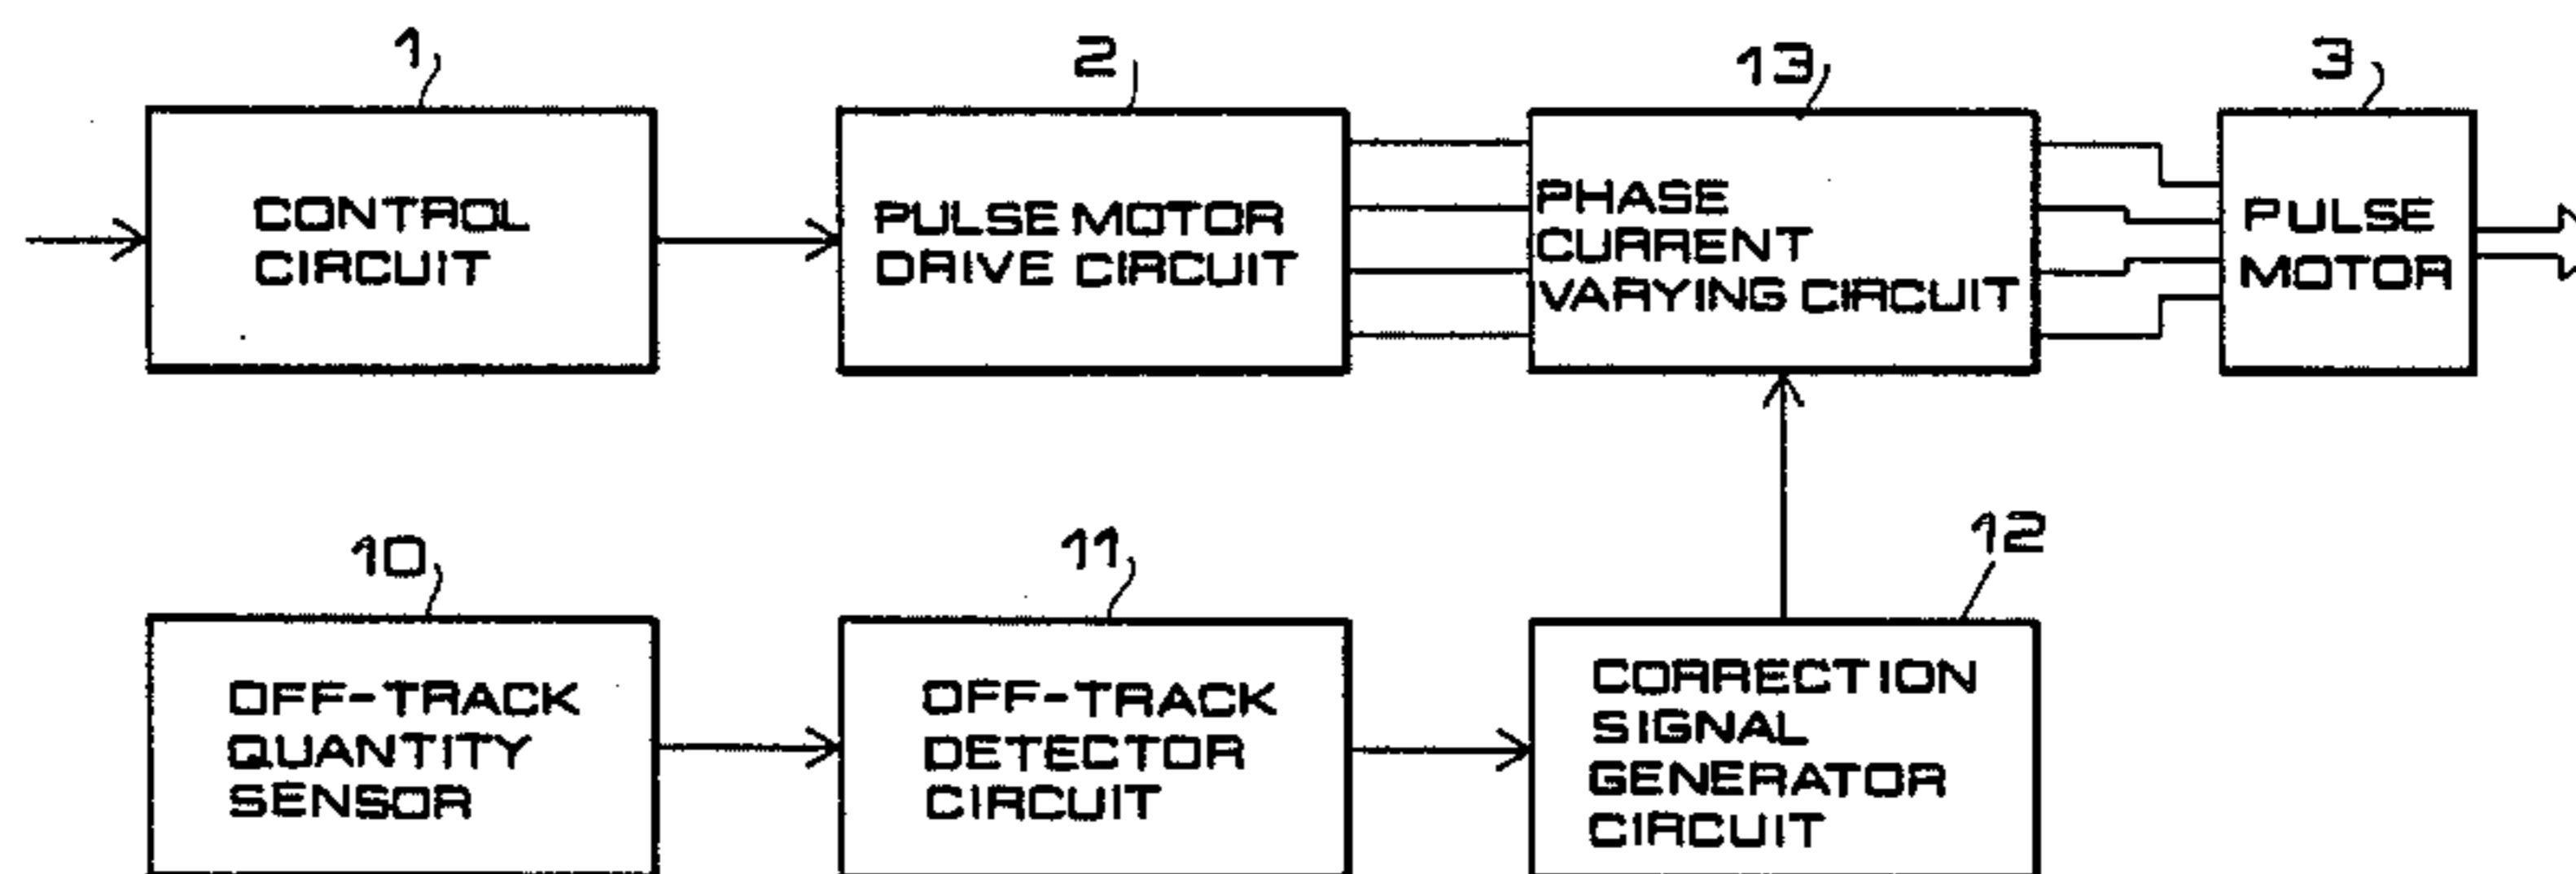 1
2
13
3
CONTROL
CIRCUIT
PULSE MOTOR
DRIVE CIRCUIT
PHASE
CURRENT
VARYING CIRCUIT
PULSE
MOTOR
10
11
12
OFF-TRACK
QUANTITY
SENSOR
OFF-TRACK
DETECTOR
CIRCUIT
CORRECTION
SIGNAL
GENERATOR
CIRCUIT